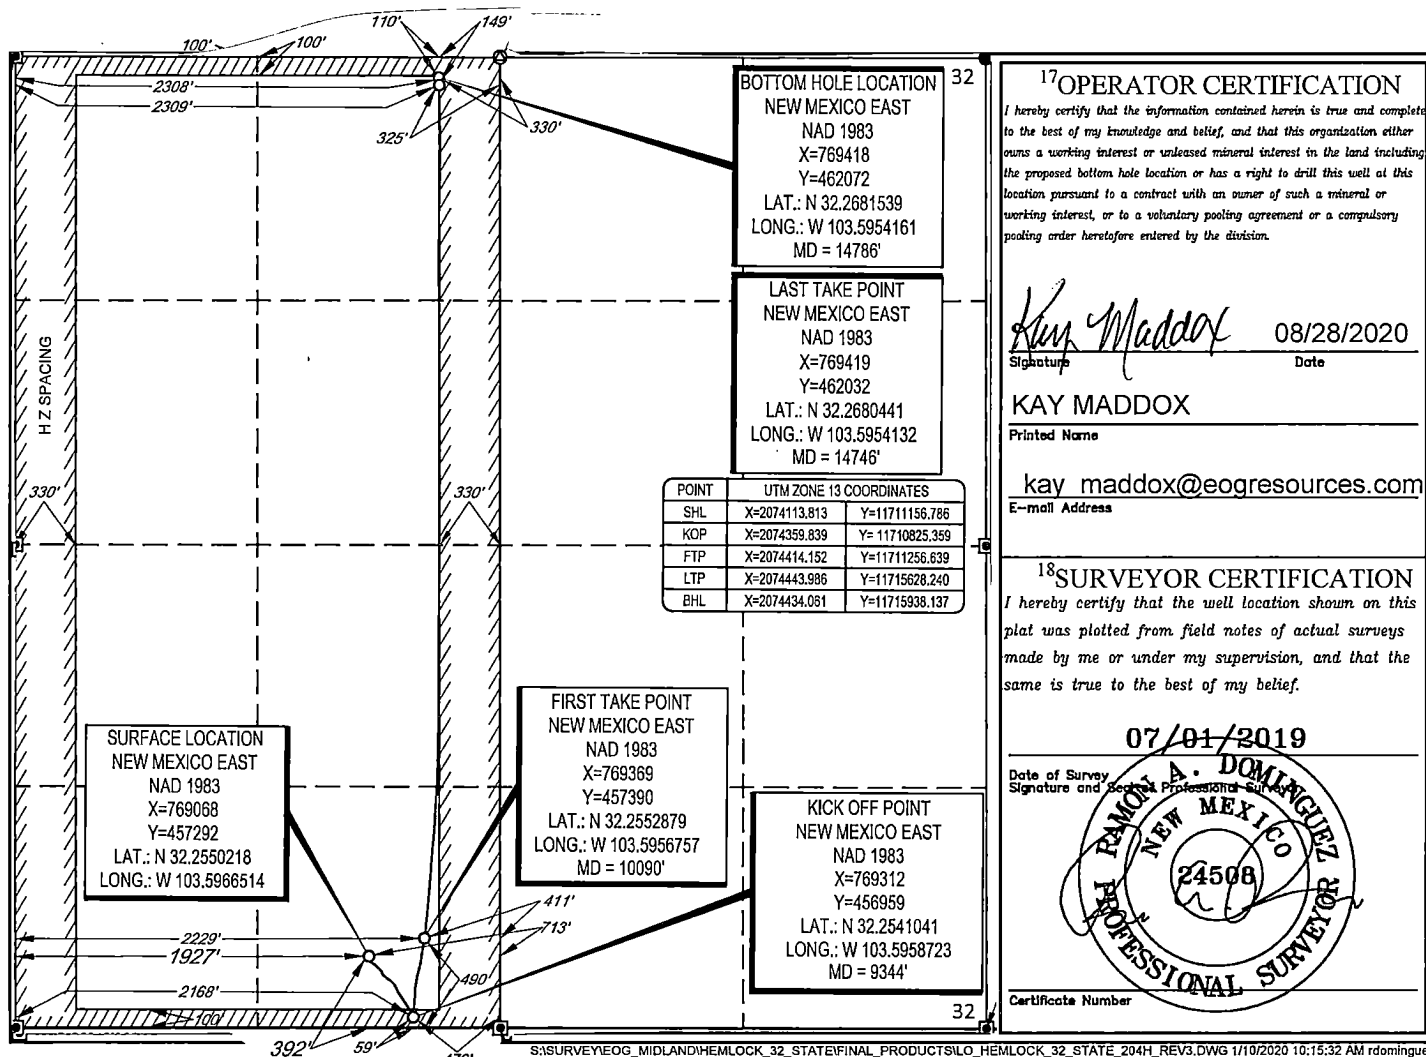 110' 149'
100' 100'
2308'
2309'
325' 330'
32
H Z SPACING
330' 330'
BOTTOM HOLE LOCATION
NEW MEXICO EAST
NAD 1983
X=769418
Y=462072
LAT.: N 32.2681539
LONG.: W 103.5954161
MD = 14786'
LAST TAKE POINT
NEW MEXICO EAST
NAD 1983
X=769419
Y=462032
LAT.: N 32.2680441
LONG.: W 103.5954132
MD = 14746'
POINT UTM ZONE 13 COORDINATES
SHL X=2074113.813 Y=11711156.786
KOP X=2074359.839 Y= 11710825.359
FTP X=2074414.152 Y=11711256.639
LTP X=2074443.986 Y=11715628.240
BHL X=2074434.061 Y=11715938.137
SURFACE LOCATION
NEW MEXICO EAST
NAD 1983
X=769068
Y=457292
LAT.: N 32.2550218
LONG.: W 103.5966514
FIRST TAKE POINT
NEW MEXICO EAST
NAD 1983
X=769369
Y=457390
LAT.: N 32.2552879
LONG.: W 103.5956757
MD = 10090'
KICK OFF POINT
NEW MEXICO EAST
NAD 1983
X=769312
Y=456959
LAT.: N 32.2541041
LONG.: W 103.5958723
MD = 9344'
411'
713'
2229'
1927'
490'
2168'
100'
392' 59'
32
17 OPERATOR CERTIFICATION
I hereby certify that the information contained herein is true and complete
to the best of my knowledge and belief, and that this organization either
owns a working interest or unleased mineral interest in the land including
the proposed bottom hole location or has a right to drill this well at this
location pursuant to a contract with an owner of such a mineral or
working interest, or to a voluntary pooling agreement or a compulsory
pooling order heretofore entered by the division.
Kay Maddox 08/28/2020
Signature Date
KAY MADDOX
Printed Name
kay_maddox@eogresources.com
E-mail Address
18 SURVEYOR CERTIFICATION
I hereby certify that the well location shown on this
plat was plotted from field notes of actual surveys
made by me or under my supervision, and that the
same is true to the best of my belief.
07/01/2019
Date of Survey
Signature and Seal of Professional Surveyor
RAMON A. DOMINGUEZ
NEW MEXICO
24508
PROFESSIONAL SURVEYOR
Certificate Number
S:\SURVEY\EOG_MIDLAND\HEMLOCK_32_STATE\FINAL_PRODUCTS\LO_HEMLOCK_32_STATE_204H_REV3.DWG 1/10/2020 10:15:32 AM rdomingu